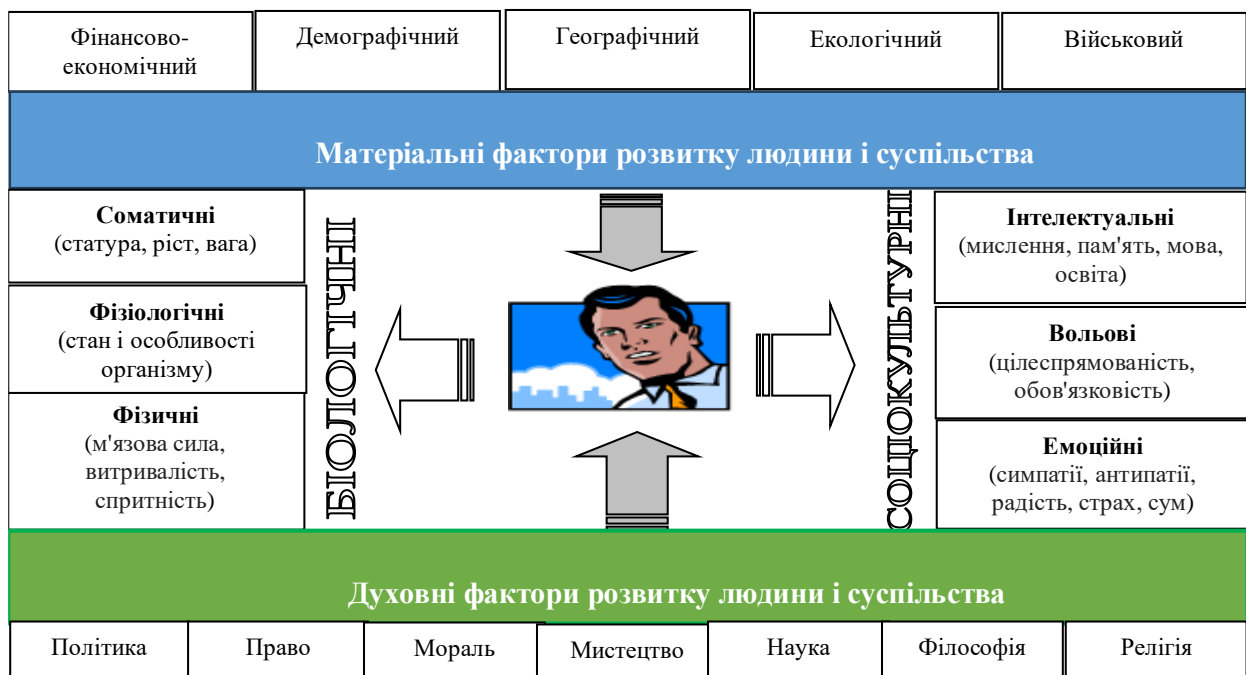 Фінансово-
економічний
Демографічний
Географічний
Екологічний
Військовий
Матеріальні фактори розвитку людини і суспільства
Соматичні
(статура, ріст, вага)
Фізіологічні
(стан і особливості
організму)
Фізичні
(м'язова сила,
витривалість,
спритність)
БІОЛОГІЧНІ
СОЦІОКУЛЬТУРНІ
Інтелектуальні
(мислення, пам'ять, мова,
освіта)
Вольові
(цілеспрямованість,
обов'язковість)
Емоційні
(симпатії, антипатії,
радість, страх, сум)
Духовні фактори розвитку людини і суспільства
Політика
Право
Мораль
Мистецтво
Наука
Філософія
Релігія